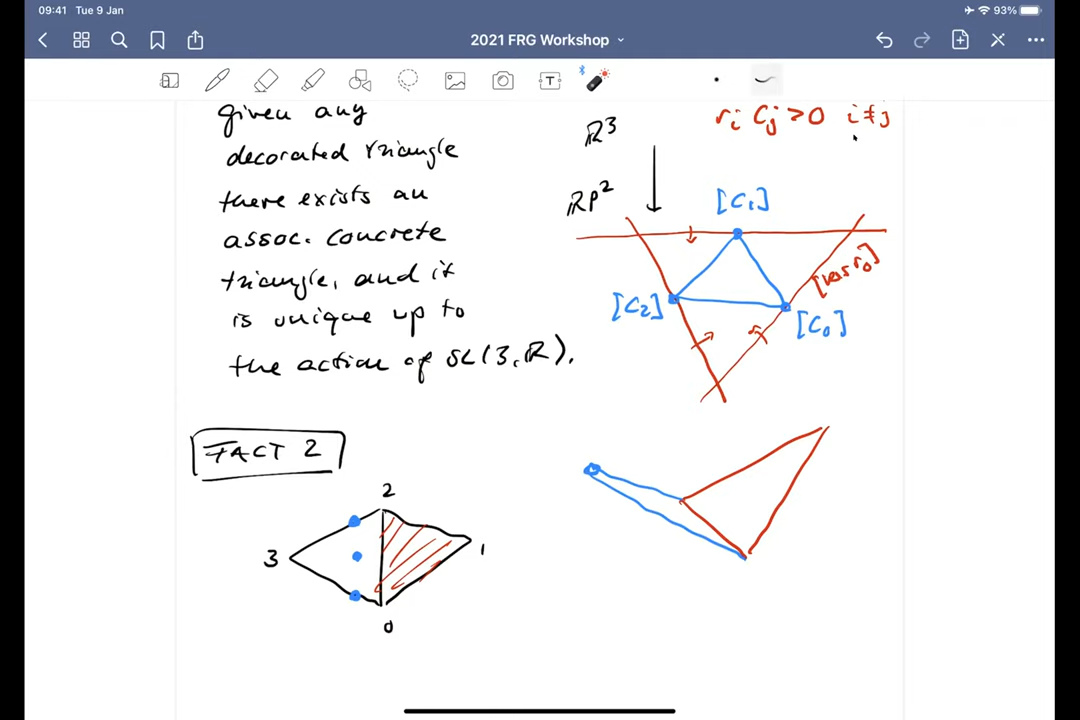 09:41 Tue 9 Jan
93%
2021 FRG Workshop
given any
decorated triangle
there exists an
assoc. concrete
triangle, and it
is unique up to
the action of SL(3,R).
ri Cj > 0 i ≠ j
R³
RP²
[C₁]
[C₂]
[ker r₀]
[C₀]
FACT 2
2
3
1
0